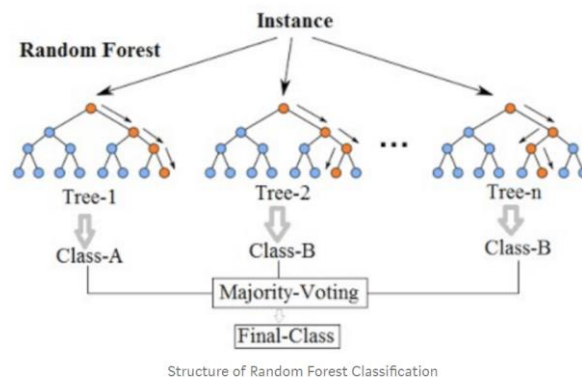 Instance
Random Forest
...
Tree-1 Tree-2 Tree-n
Class-A Class-B Class-B
Majority-Voting
Final-Class
Structure of Random Forest Classification